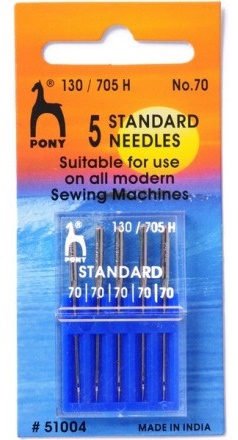 130 / 705 H No.70
PONY
5 STANDARD
NEEDLES
Suitable for use
on all modern
Sewing Machines
130 / 705 H
PONY
STANDARD
70 | 70 | 70 | 70 | 70
# 51004 MADE IN INDIA